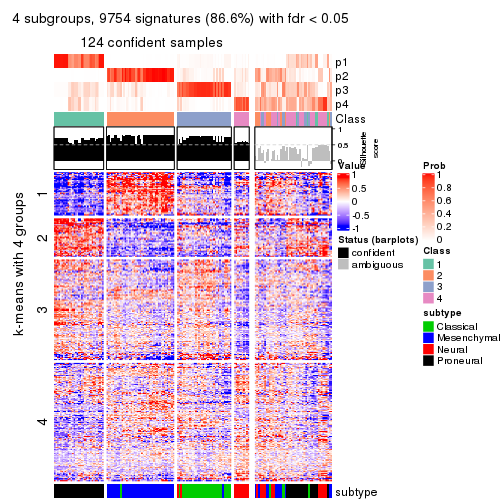 4 subgroups, 9754 signatures (86.6%) with fdr < 0.05
124 confident samples
p1
p2
p3
p4
Class
1
0.5
0
Silhouette
score
k-means with 4 groups
1
2
3
4
subtype
Value
1
0.5
0
-0.5
-1
Status (barplots)
confident
ambiguous
Prob
1
0.8
0.6
0.4
0.2
0
Class
1
2
3
4
subtype
Classical
Mesenchymal
Neural
Proneural